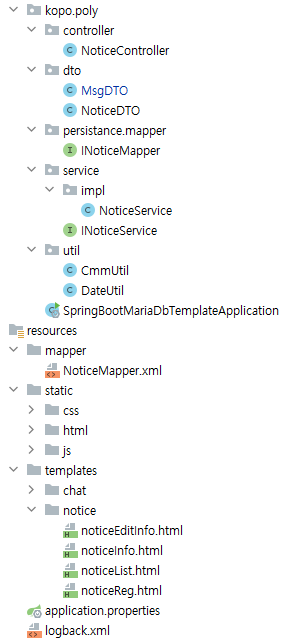 kopo.poly
controller
NoticeController
dto
MsgDTO
NoticeDTO
persistance.mapper
INoticeMapper
service
impl
NoticeService
INoticeService
util
CmmUtil
DateUtil
SpringBootMariaDbTemplateApplication
resources
mapper
NoticeMapper.xml
static
css
html
js
templates
chat
notice
noticeEditInfo.html
noticeInfo.html
noticeList.html
noticeReg.html
application.properties
logback.xml